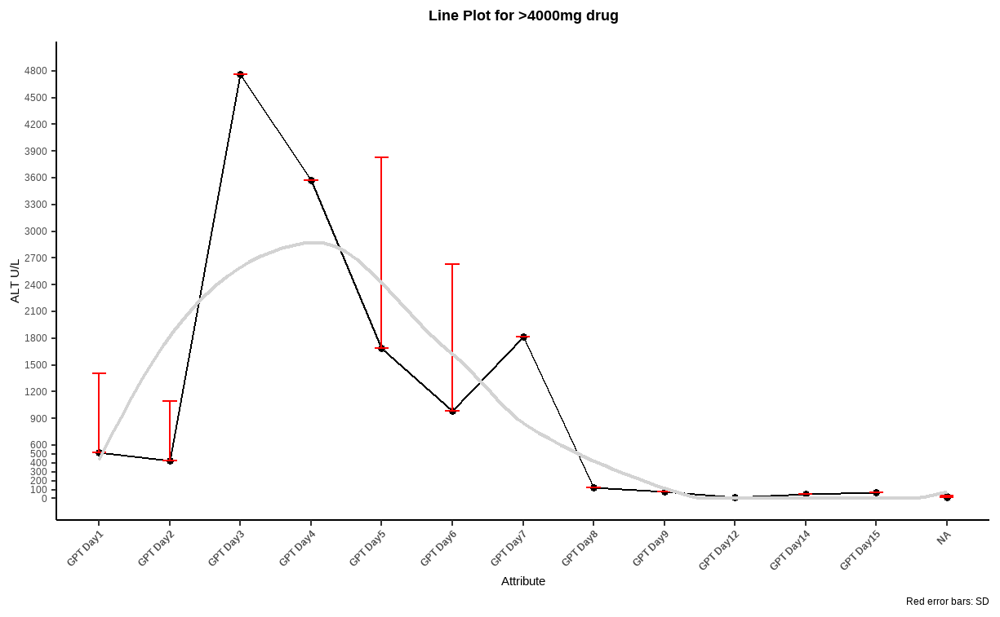 Line Plot for >4000mg drug
ALT U/L
4800
4500
4200
3900
3600
3300
3000
2700
2400
2100
1800
1500
1200
900
600
500
400
300
200
100
0
GPT Day1
GPT Day2
GPT Day3
GPT Day4
GPT Day5
GPT Day6
GPT Day7
GPT Day8
GPT Day9
GPT Day12
GPT Day14
GPT Day15
NA
Attribute
Red error bars: SD